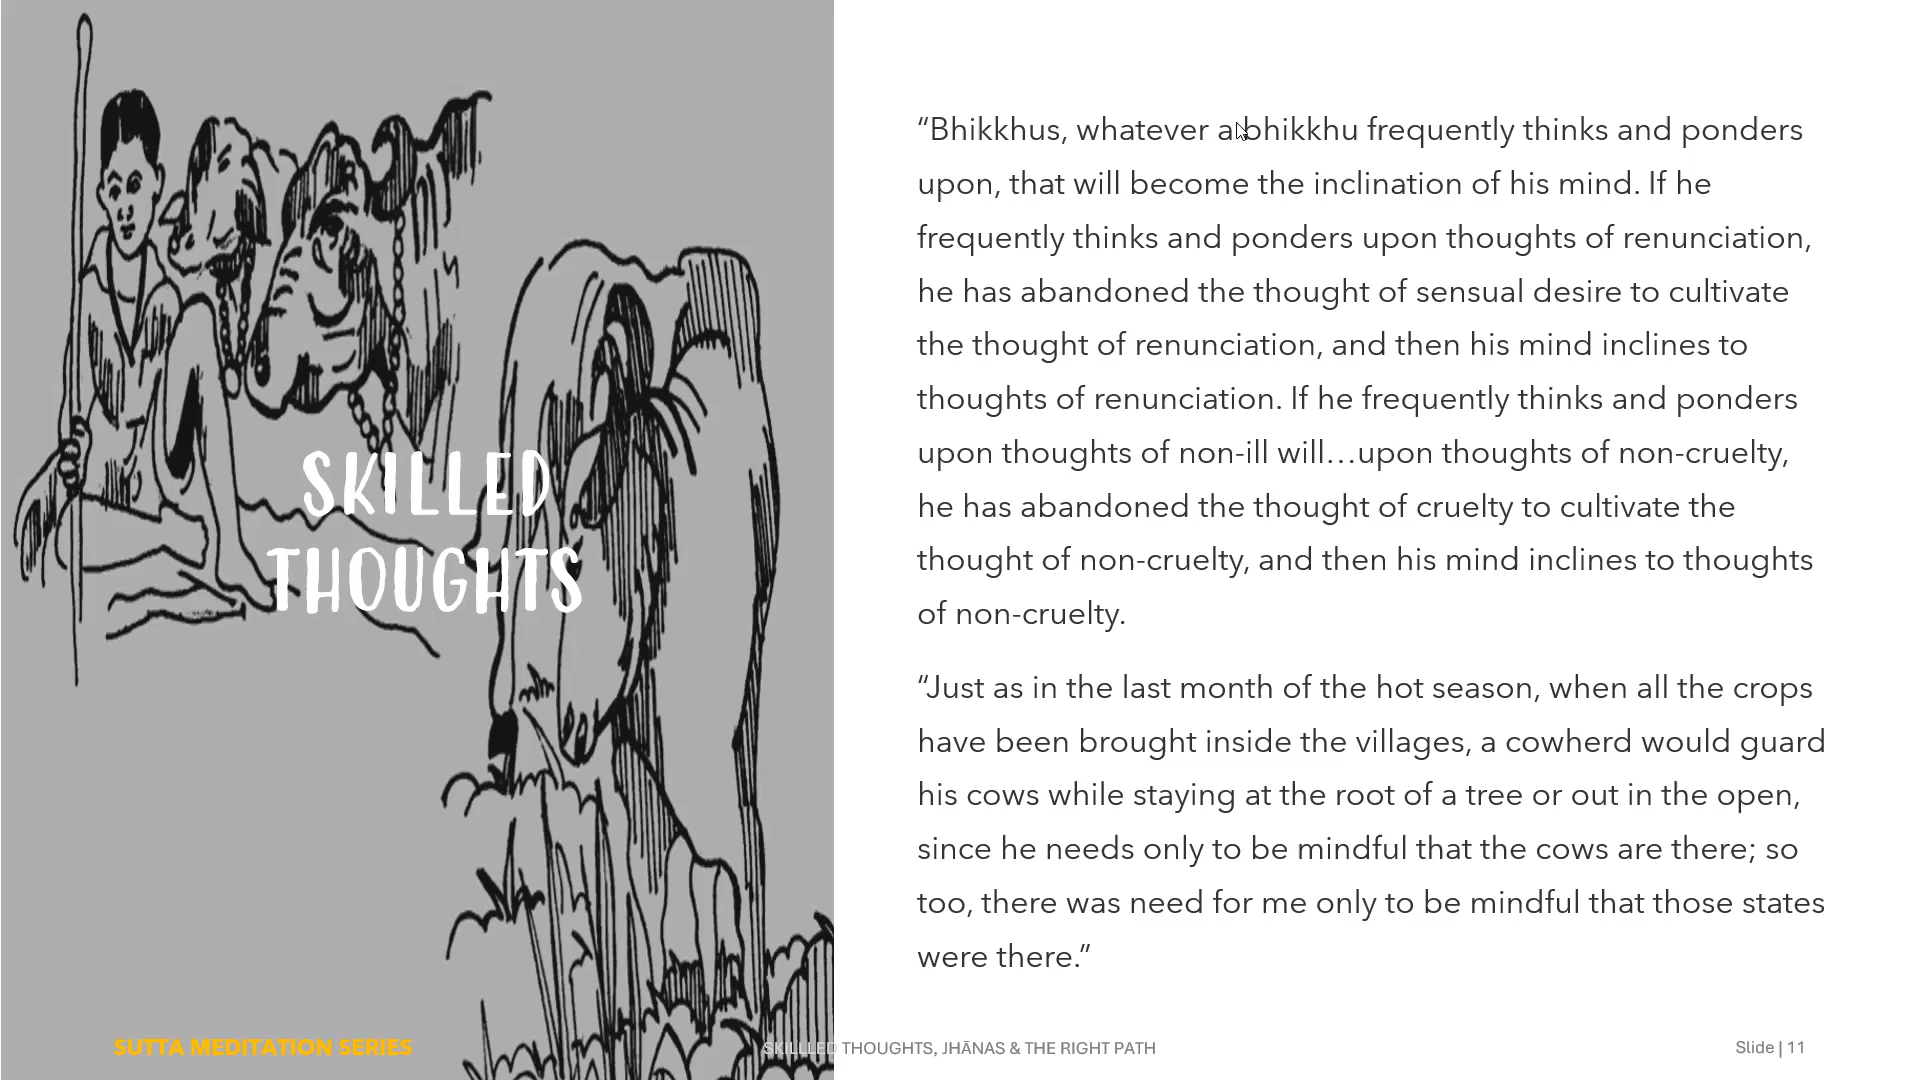 SKILLED
THOUGHTS
“Bhikkhus, whatever a bhikkhu frequently thinks and ponders
upon, that will become the inclination of his mind. If he
frequently thinks and ponders upon thoughts of renunciation,
he has abandoned the thought of sensual desire to cultivate
the thought of renunciation, and then his mind inclines to
thoughts of renunciation. If he frequently thinks and ponders
upon thoughts of non-ill will…upon thoughts of non-cruelty,
he has abandoned the thought of cruelty to cultivate the
thought of non-cruelty, and then his mind inclines to thoughts
of non-cruelty.
“Just as in the last month of the hot season, when all the crops
have been brought inside the villages, a cowherd would guard
his cows while staying at the root of a tree or out in the open,
since he needs only to be mindful that the cows are there; so
too, there was need for me only to be mindful that those states
were there.”
SUTTA MEDITATION SERIES
SKILLLED THOUGHTS, JHĀNAS & THE RIGHT PATH
Slide | 11